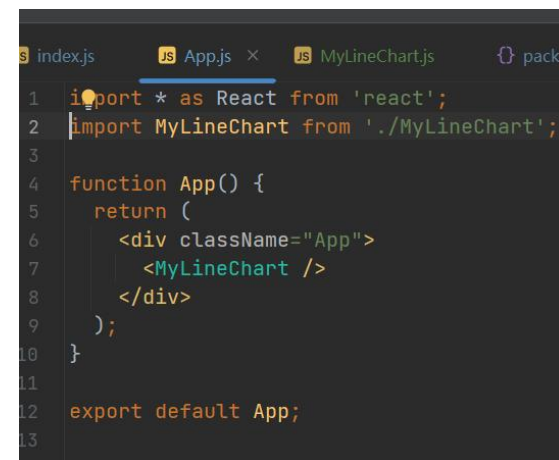 index.js JS App.js × JS MyLineChart.js {} pack
1 import * as React from 'react';
2 import MyLineChart from './MyLineChart';
3
4 function App() {
5 return (
6 <div className="App">
7 <MyLineChart />
8 </div>
9 );
10 }
11
12 export default App;
13